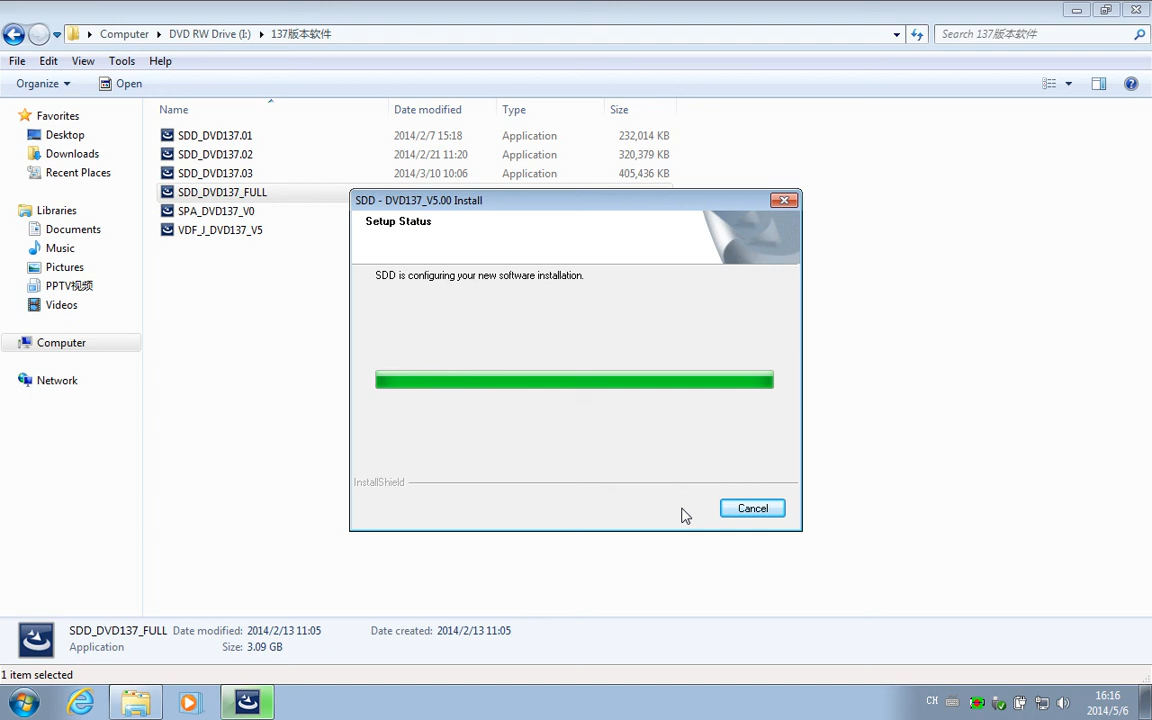 Computer DVD RW Drive (I:) 137版本软件 Search 137版本软件
File Edit View Tools Help
Organize Open
Name Date modified Type Size
Favorites
Desktop
Downloads
Recent Places
Libraries
Documents
Music
Pictures
PPTV视频
Videos
Computer
Network
SDD_DVD137.01 2014/2/7 15:18 Application 232,014 KB
SDD_DVD137.02 2014/2/21 11:20 Application 320,379 KB
SDD_DVD137.03 2014/3/10 10:06 Application 405,436 KB
SDD_DVD137_FULL
SPA_DVD137_V0
VDF_J_DVD137_V5
SDD - DVD137_V5.00 Install
Setup Status
SDD is configuring your new software installation.
InstallShield
Cancel
SDD_DVD137_FULL Date modified: 2014/2/13 11:05 Date created: 2014/2/13 11:05
Application Size: 3.09 GB
1 item selected
CH
16:16
2014/5/6